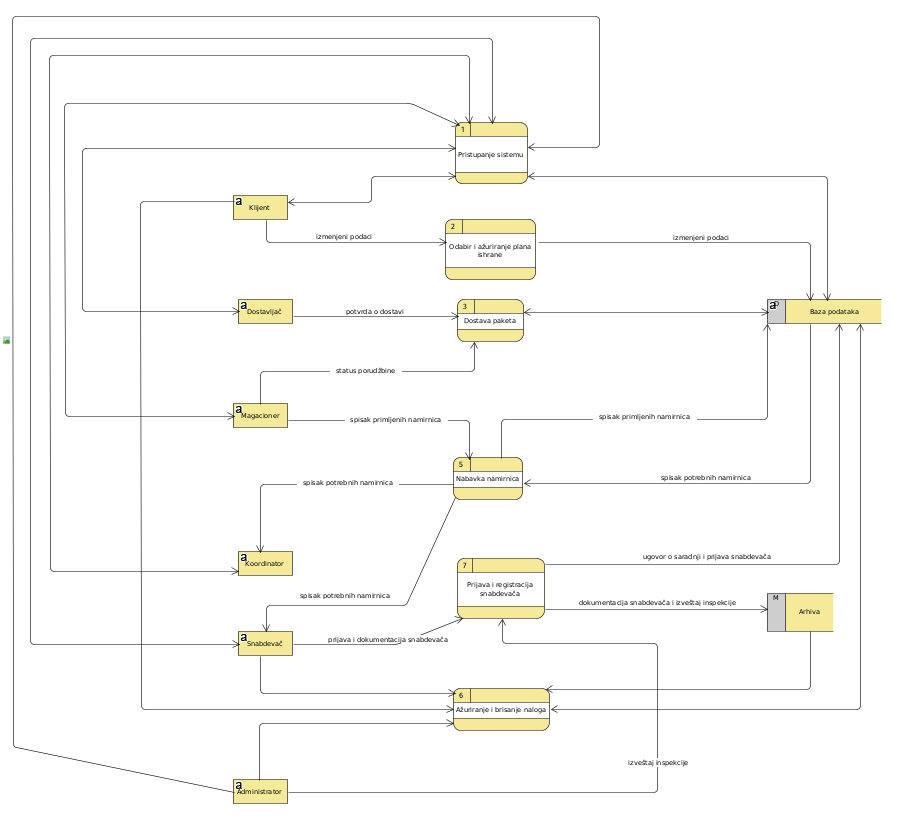 1
Pristupanje sistemu
a
Klijent
2
izmenjeni podaci
Odabir i ažuriranje plana
ishrane
izmenjeni podaci
a
Dostavljač
potvrda o dostavi
3
Dostava paketa
a
D
Baza podataka
status porudžbine
a
Magacioner
spisak primljenih namirnica
spisak primljenih namirnica
5
Nabavka namirnica
spisak potrebnih namirnica
spisak potrebnih namirnica
a
Koordinator
ugovor o saradnji i prijava snabdevača
7
Prijava i registracija
snabdevača
spisak potrebnih namirnica
dokumentacija snabdevača i izveštaj inspekcije
M
Arhiva
a
Snabdevač
prijava i dokumentacija snabdevača
6
Ažuriranje i brisanje naloga
izveštaj inspekcije
a
Administrator